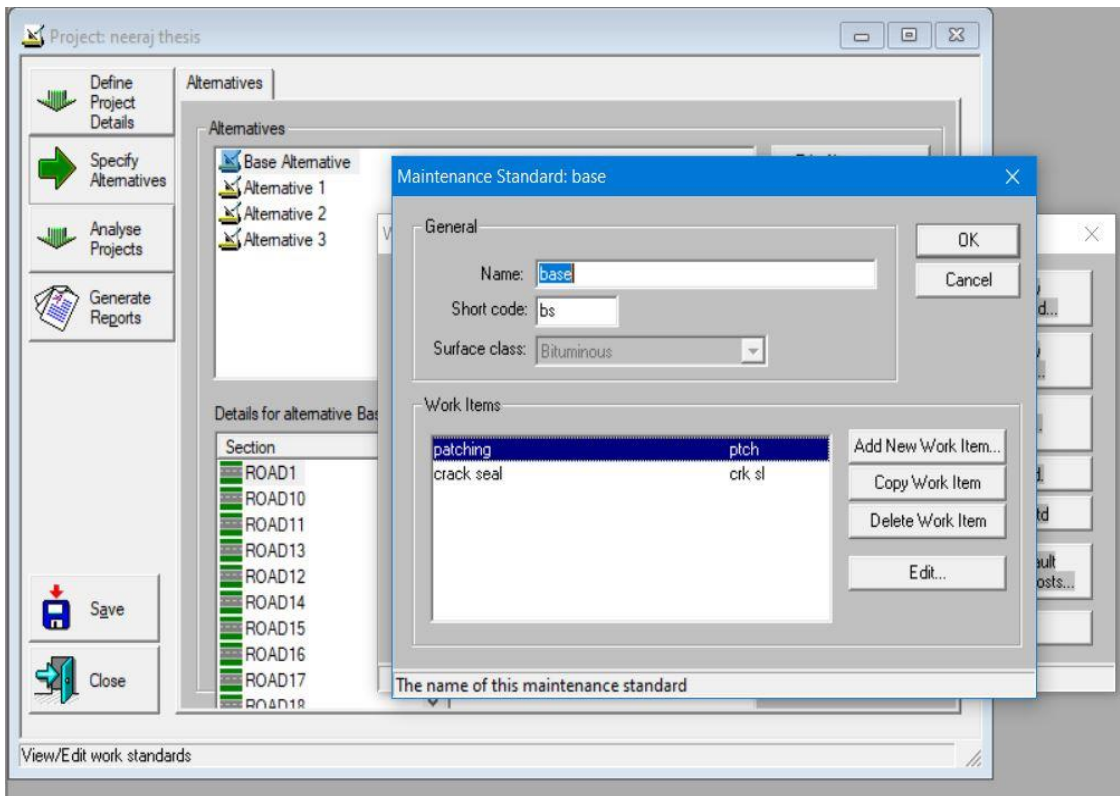 Project: neeraj thesis
Define
Project
Details
Specify
Alternatives
Analyse
Projects
Generate
Reports
Save
Close
Alternatives
Alternatives
Base Alternative
Alternative 1
Alternative 2
Alternative 3
Details for alternative Bas
Section
ROAD1
ROAD10
ROAD11
ROAD13
ROAD12
ROAD14
ROAD15
ROAD16
ROAD17
ROAD18
Maintenance Standard: base
General
Name: base
Short code: bs
Surface class: Bituminous
OK
Cancel
Work Items
patching ptch
crack seal crk sl
Add New Work Item...
Copy Work Item
Delete Work Item
Edit...
The name of this maintenance standard
View/Edit work standards